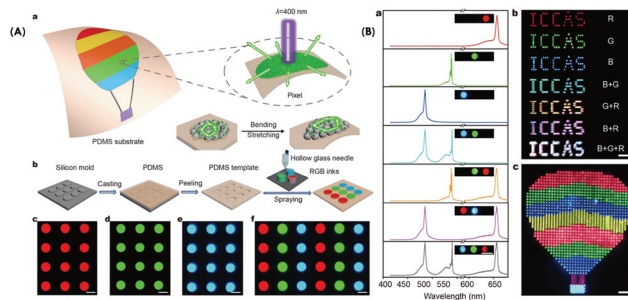 (A)
a
λ=400 nm
PDMS substrate
Pixel
Bending
Stretching
Hollow glass needle
b
Silicon mold
PDMS
PDMS template
RGB inks
Casting
Peeling
Spraying
c
d
e
f
(B)
a
400
450
500
550
600
650
Wavelength (nm)
b
ICCAS R
ICCAS G
ICCAS B
ICCAS B+G
ICCAS G+R
ICCAS B+R
ICCAS B+G+R
c